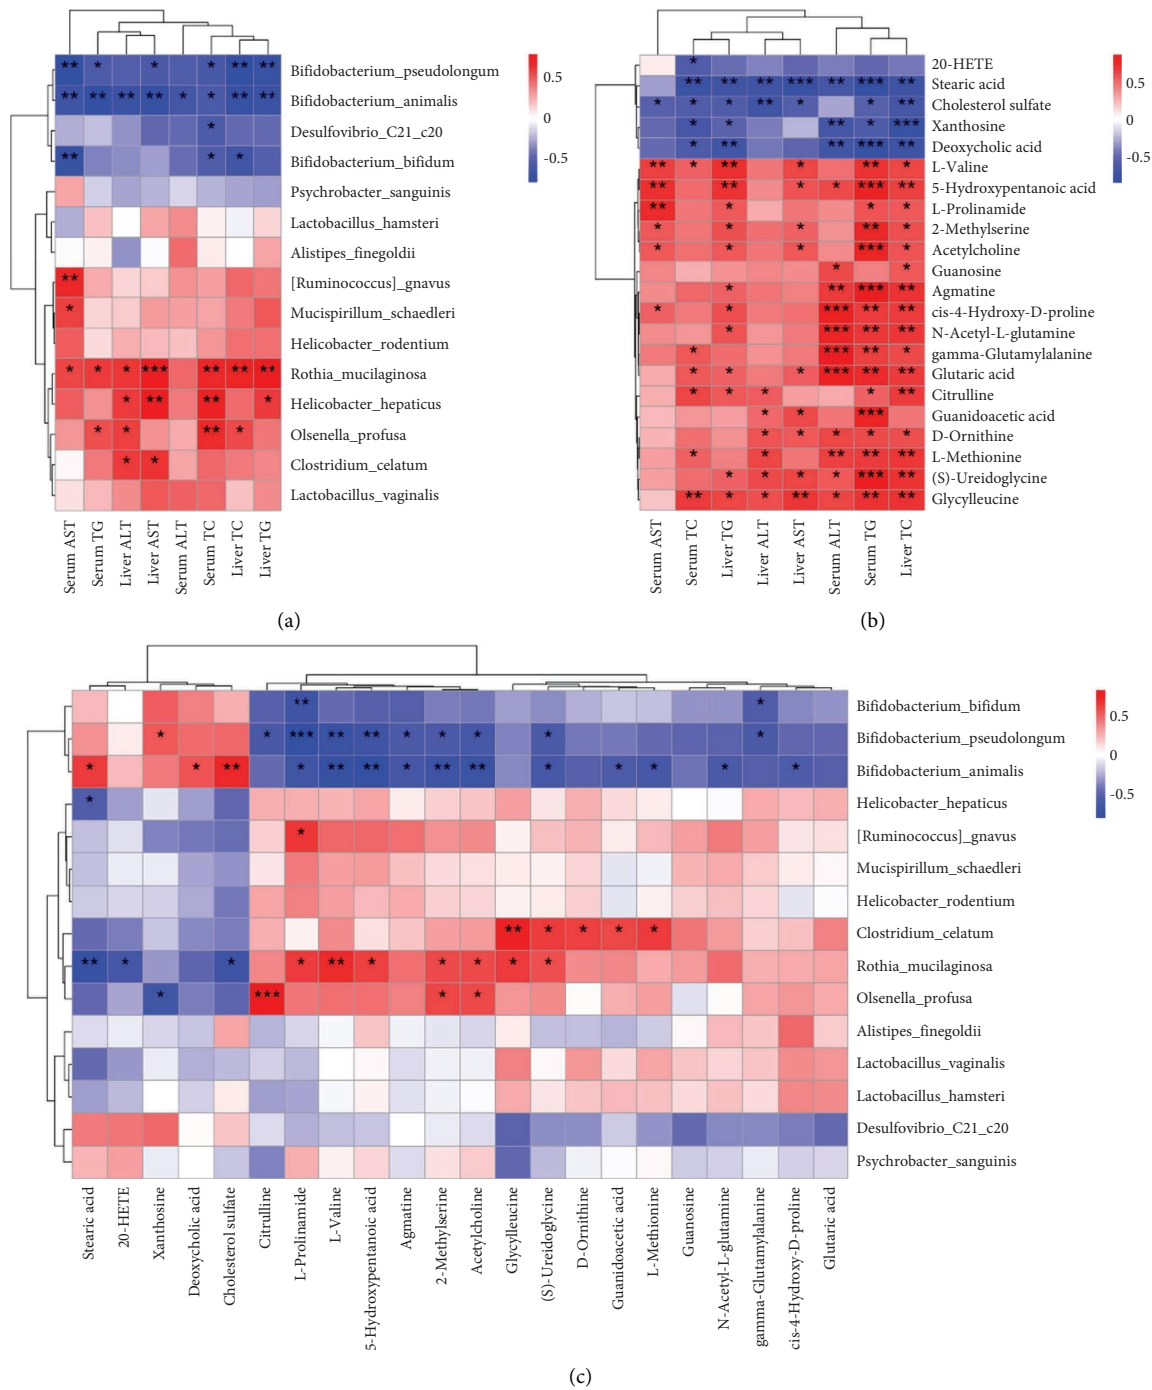 Bifidobacterium_pseudolongum
Bifidobacterium_animalis
Desulfovibrio_C21_c20
Bifidobacterium_bifidum
Psychrobacter_sanguinis
Lactobacillus_hamsteri
Alistipes_finegoldii
[Ruminococcus]_gnavus
Mucispirillum_schaedleri
Helicobacter_rodentium
Rothia_mucilaginosa
Helicobacter_hepaticus
Olsenella_profusa
Clostridium_celatum
Lactobacillus_vaginalis
0.5
0
-0.5
Serum AST
Serum TG
Liver ALT
Liver AST
Serum ALT
Serum TC
Liver TC
Liver TG
(a)
20-HETE
Stearic acid
Cholesterol sulfate
Xanthosine
Deoxycholic acid
L-Valine
5-Hydroxypentanoic acid
L-Prolinamide
2-Methylserine
Acetylcholine
Guanosine
Agmatine
cis-4-Hydroxy-D-proline
N-Acetyl-L-glutamine
gamma-Glutamylalanine
Glutaric acid
Citrulline
Guanidoacetic acid
D-Ornithine
L-Methionine
(S)-Ureidoglycine
Glycylleucine
0.5
0
-0.5
Serum AST
Serum TC
Liver TG
Liver ALT
Liver AST
Serum ALT
Serum TG
Liver TC
(b)
Bifidobacterium_bifidum
Bifidobacterium_pseudolongum
Bifidobacterium_animalis
Helicobacter_hepaticus
[Ruminococcus]_gnavus
Mucispirillum_schaedleri
Helicobacter_rodentium
Clostridium_celatum
Rothia_mucilaginosa
Olsenella_profusa
Alistipes_finegoldii
Lactobacillus_vaginalis
Lactobacillus_hamsteri
Desulfovibrio_C21_c20
Psychrobacter_sanguinis
0.5
0
-0.5
Stearic acid
20-HETE
Xanthosine
Deoxycholic acid
Cholesterol sulfate
Citrulline
L-Prolinamide
L-Valine
5-Hydroxypentanoic acid
Agmatine
2-Methylserine
Acetylcholine
Glycylleucine
(S)-Ureidoglycine
D-Ornithine
Guanidoacetic acid
L-Methionine
Guanosine
N-Acetyl-L-glutamine
gamma-Glutamylalanine
cis-4-Hydroxy-D-proline
Glutaric acid
(c)